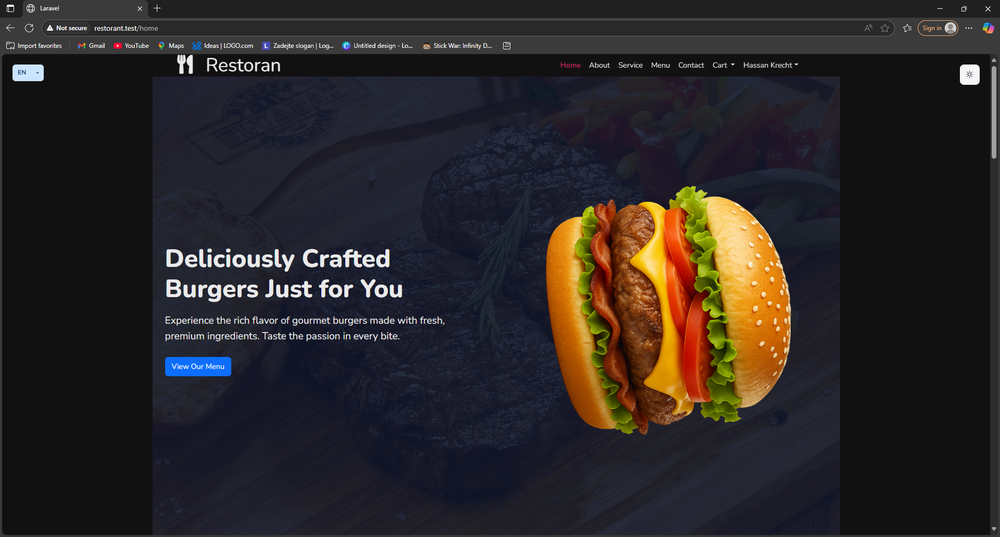 Laravel
Not secure restorant.test/home
Sign in
Import favorites Gmail YouTube Maps Ideas | LOGO.com Zadejte slogan | Log... Untitled design - Lo... Stick War: Infinity D...
EN
Restoran
Home About Service Menu Contact Cart Hassan Krecht
Deliciously Crafted
Burgers Just for You
Experience the rich flavor of gourmet burgers made with fresh,
premium ingredients. Taste the passion in every bite.
View Our Menu